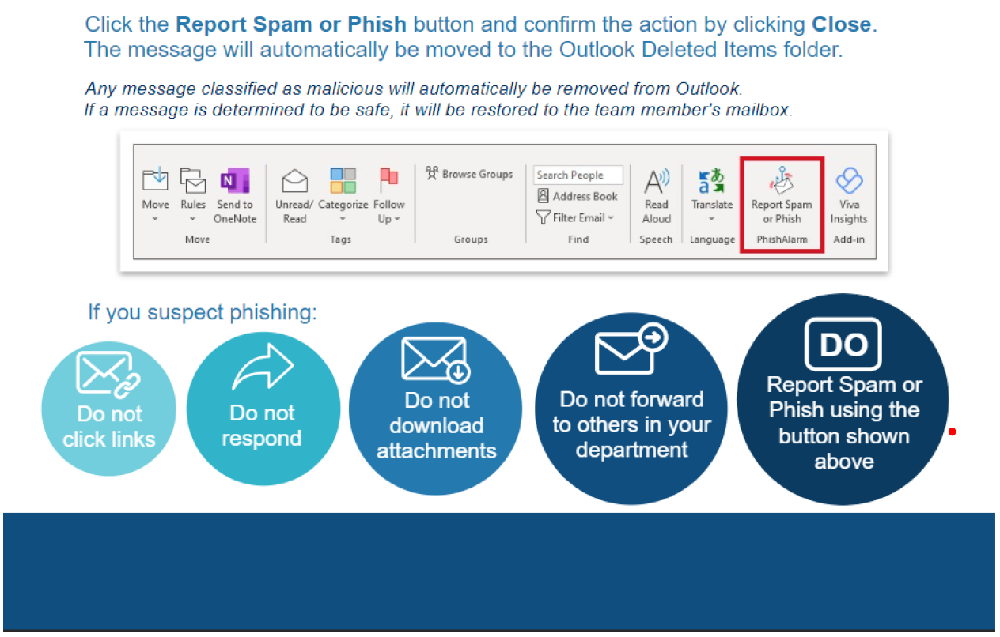 Click the Report Spam or Phish button and confirm the action by clicking Close.
The message will automatically be moved to the Outlook Deleted Items folder.
Any message classified as malicious will automatically be removed from Outlook.
If a message is determined to be safe, it will be restored to the team member's mailbox.
Move
Rules
Send to
OneNote
Move
Unread/
Read
Categorize
Follow
Up
Tags
Browse Groups
Groups
Search People
Address Book
Filter Email
Find
Read
Aloud
Speech
Translate
Language
Report Spam
or Phish
PhishAlarm
Viva
Insights
Add-in
If you suspect phishing:
Do not
click links
Do not
respond
Do not
download
attachments
Do not forward
to others in your
department
DO
Report Spam or
Phish using the
button shown
above